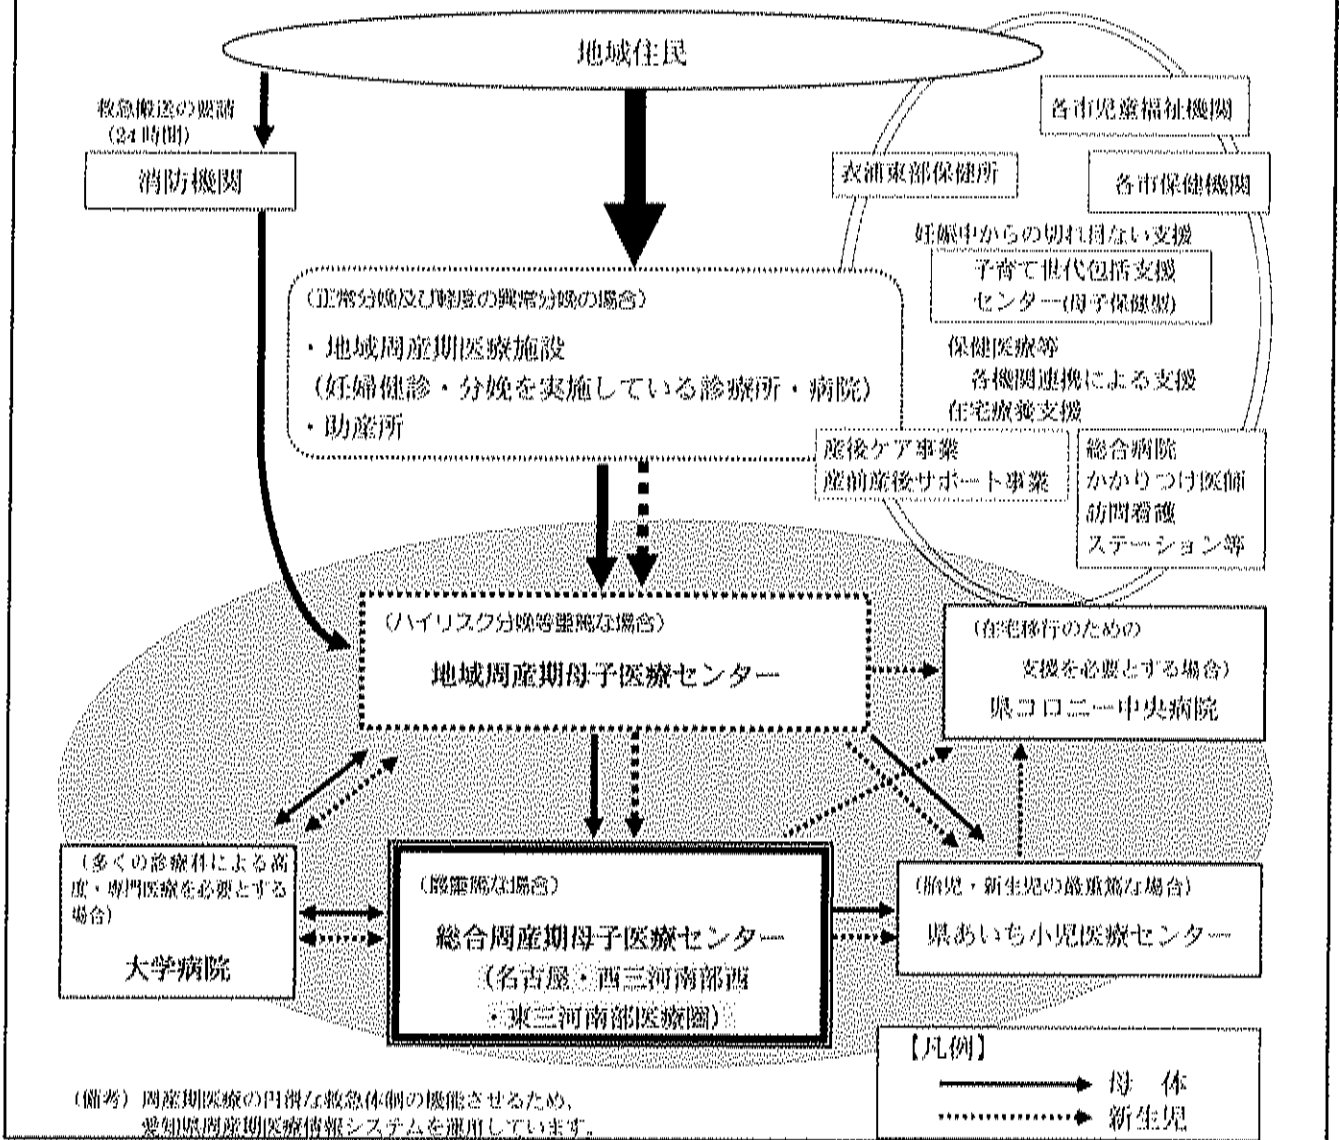 地域住民
救急搬送の要請
(24時間)
消防機関
各市児童福祉機関
衣浦東部保健所
各市保健機関
妊娠中からの切れ目ない支援
子育て世代包括支援
センター(母子保健型)
保健医療等
各機関連携による支援
在宅療養支援
産後ケア事業
産前産後サポート事業
総合病院
かかりつけ医師
訪問看護
ステーション等
(正常分娩及び軽度の異常分娩の場合)
・地域周産期医療施設
(妊婦健診・分娩を実施している診療所・病院)
・助産所
(ハイリスク分娩等重篤な場合)
地域周産期母子医療センター
(在宅移行のための
支援を必要とする場合)
県コロニー中央病院
(多くの診療科による高
度・専門医療を必要とする
場合)
大学病院
(最重篤な場合)
総合周産期母子医療センター
(名古屋・西三河南部西
・東三河南部医療圏)
(胎児・新生児の最重篤な場合)
県あいち小児医療センター
【凡例】
母 体
新生児
(備考) 周産期医療の円滑な救急体制の機能させるため、
愛知県周産期医療情報システムを運用しています。